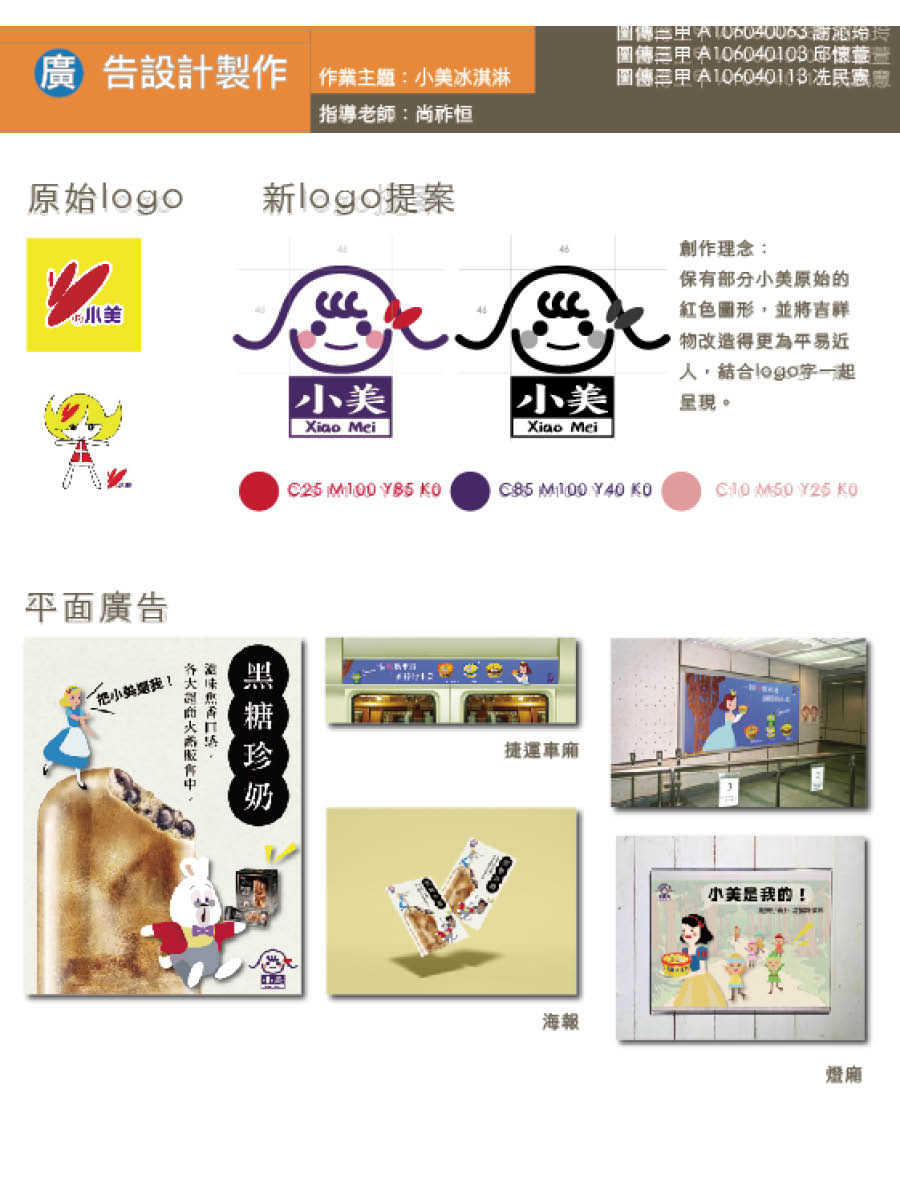 廣告設計製作
作業主題：小美冰淇淋
指導老師：尚祚恒
圖傳三甲 A106040063 謝沁玲
圖傳三甲 A106040103 邱懷萱
圖傳三甲 A106040113 冼民憲
原始logo
新logo提案
小美
46
46
小美
Xiao Mei
46
46
小美
Xiao Mei
創作理念：
保有部分小美原始的
紅色圖形，並將吉祥
物改造得更為平易近
人，結合logo字一起
呈現。
C25 M100 Y85 K0
C85 M100 Y40 K0
C10 M50 Y25 K0
平面廣告
把小美還我！
黑糖珍奶
各大超商火熱販售中，
小美
捷運車廂
3
2
黑糖珍奶
海報
小美是我的！
燈廂